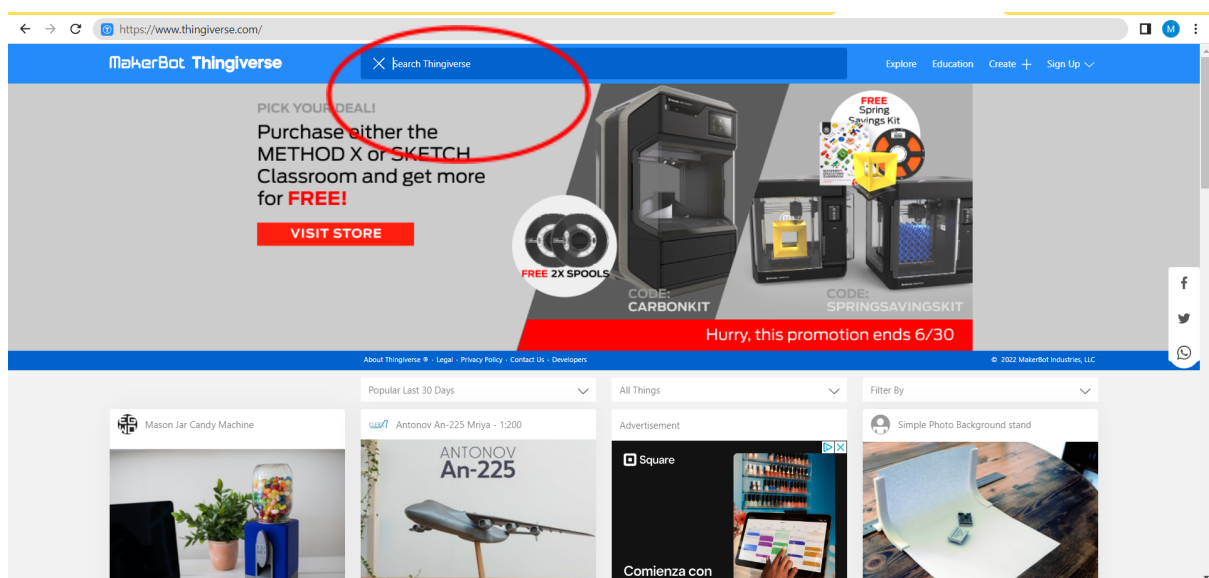 https://www.thingiverse.com/
M
MakerBot Thingiverse
Search Thingiverse
Explore Education Create + Sign Up
PICK YOUR DEAL!
Purchase either the
METHOD X or SKETCH
Classroom and get more
for FREE!
VISIT STORE
FREE 2X SPOOLS
CODE:
CARBONKIT
FREE
Spring
Savings Kit
CODE:
SPRINGSAVINGSKIT
Hurry, this promotion ends 6/30
About Thingiverse ® · Legal · Privacy Policy · Contact Us · Developers
© 2022 MakerBot Industries, LLC
Popular Last 30 Days
All Things
Filter By
Mason Jar Candy Machine
Antonov An-225 Mriya - 1:200
ANTONOV
An-225
Advertisement
Square
Comienza con
Simple Photo Background stand